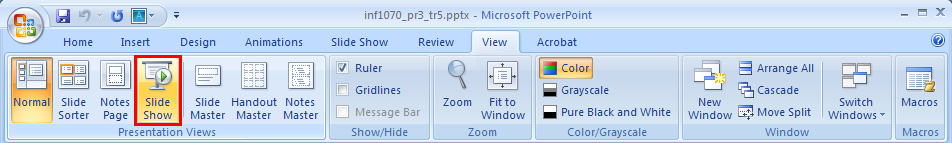 inf1070_pr3_tr5.pptx - Microsoft PowerPoint
Home Insert Design Animations Slide Show Review View Acrobat
Normal
Slide Sorter
Notes Page
Slide Show
Slide Master
Handout Master
Notes Master
Presentation Views
Ruler
Gridlines
Message Bar
Show/Hide
Zoom
Fit to Window
Zoom
Color
Grayscale
Pure Black and White
Color/Grayscale
New Window
Arrange All
Cascade
Move Split
Switch Windows
Window
Macros
Macros